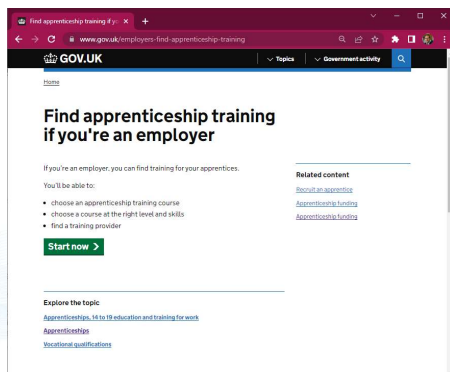 Find apprenticeship training if yo
www.gov.uk/employers-find-apprenticeship-training
GOV.UK
Topics
Government activity
Home
Find apprenticeship training
if you're an employer
If you're an employer, you can find training for your apprentices.
You'll be able to:
• choose an apprenticeship training course
• choose a course at the right level and skills
• find a training provider
Start now
Related content
Recruit an apprentice
Apprenticeship funding
Apprenticeship funding
Explore the topic
Apprenticeships, 14 to 19 education and training for work
Apprenticeships
Vocational qualifications